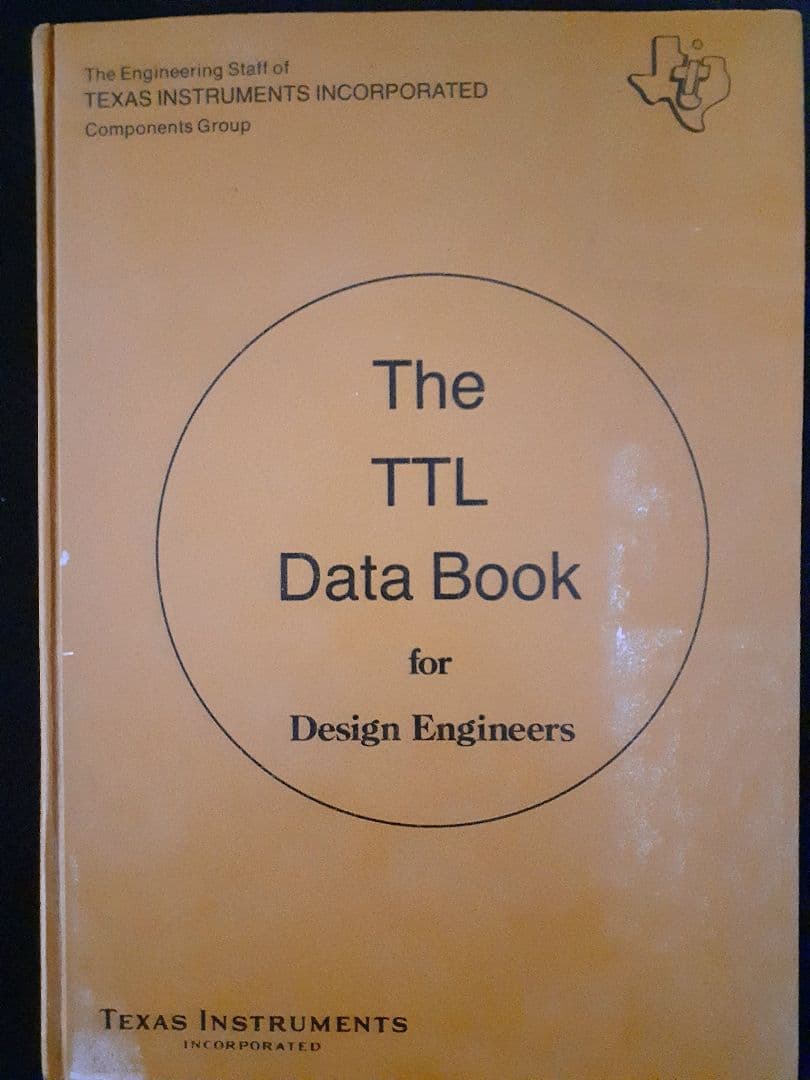 The Engineering Staff of
TEXAS INSTRUMENTS INCORPORATED
Components Group
The
TTL
Data Book
for
Design Engineers
TEXAS INSTRUMENTS
INCORPORATED